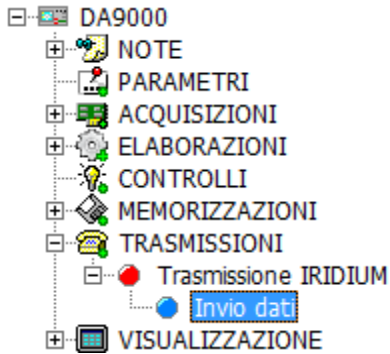 DA9000
NOTE
PARAMETRI
ACQUISIZIONI
ELABORAZIONI
CONTROLLI
MEMORIZZAZIONI
TRASMISSIONI
Trasmissione IRIDIUM
Invio dati
VISUALIZZAZIONE